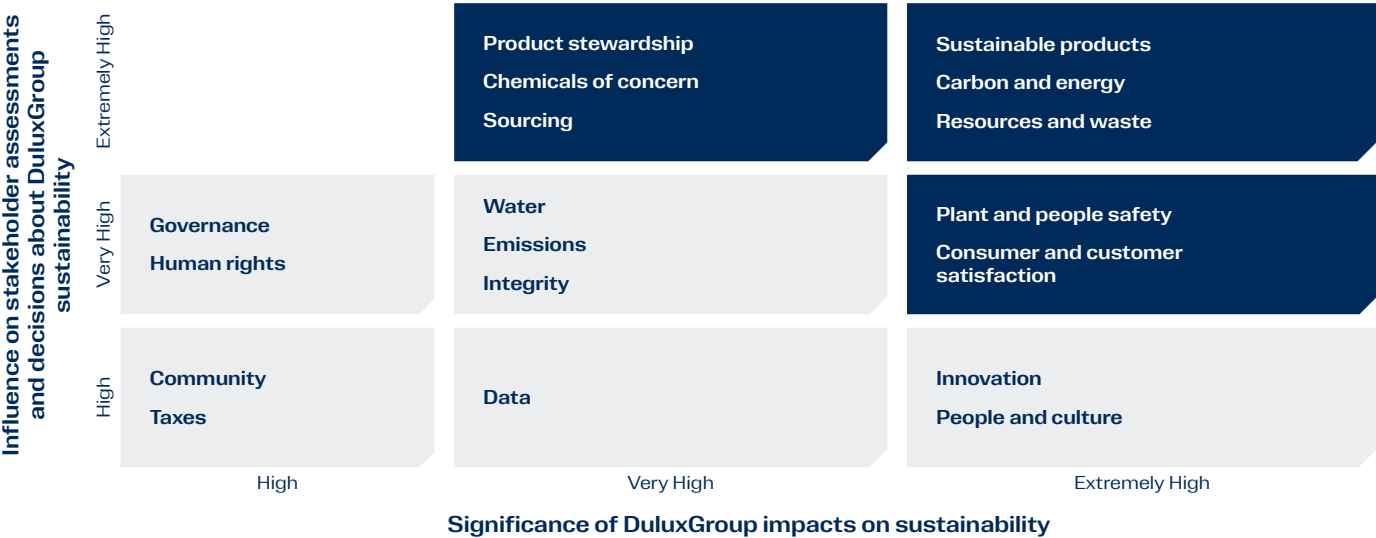 Influence on stakeholder assessments
and decisions about DuluxGroup
sustainability
Extremely High
Product stewardship
Chemicals of concern
Sourcing
Sustainable products
Carbon and energy
Resources and waste
Very High
Governance
Human rights
Water
Emissions
Integrity
Plant and people safety
Consumer and customer
satisfaction
High
Community
Taxes
Data
Innovation
People and culture
High
Very High
Extremely High
Significance of DuluxGroup impacts on sustainability